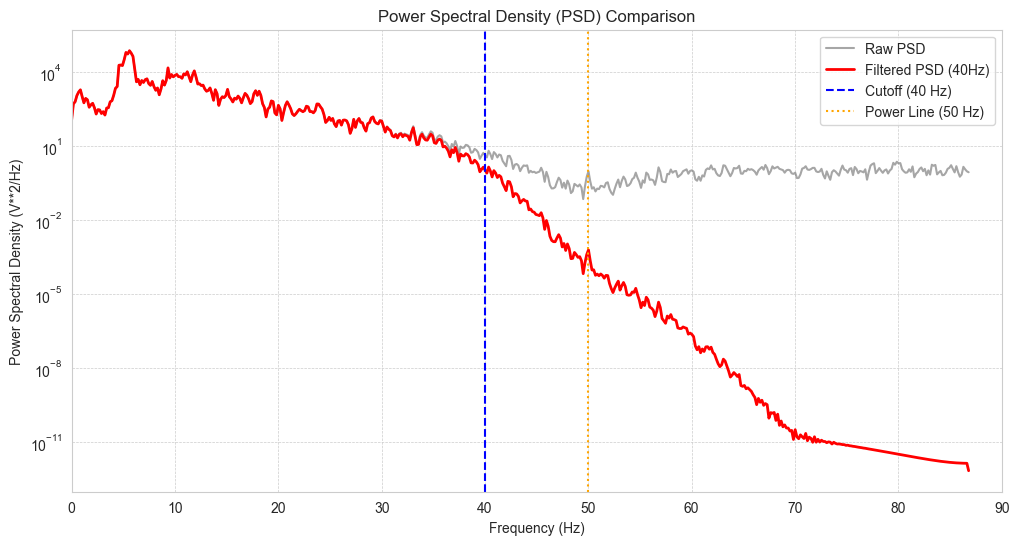 Power Spectral Density (PSD) Comparison
Raw PSD
Filtered PSD (40Hz)
Cutoff (40 Hz)
Power Line (50 Hz)
Power Spectral Density (V**2/Hz)
10^4
10^1
10^−2
10^−5
10^−8
10^−11
0 10 20 30 40 50 60 70 80 90
Frequency (Hz)